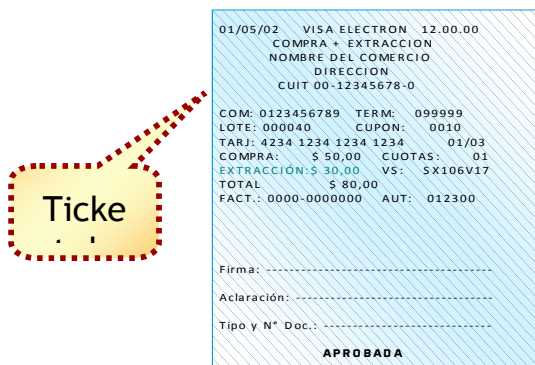 01/05/02 VISA ELECTRON 12.00.00
COMPRA + EXTRACCION
NOMBRE DEL COMERCIO
DIRECCION
CUIT 00-12345678-0
COM: 0123456789 TERM: 099999
LOTE: 000040 CUPON: 0010
TARJ: 4234 1234 1234 1234 01/03
COMPRA: $ 50,00 CUOTAS: 01
EXTRACCIÓN:$ 30,00 VS: SX106V17
TOTAL $ 80,00
FACT.: 0000-0000000 AUT: 012300
Ticke
Firma: ------------------------------------
Aclaración: --------------------------------
Tipo y N° Doc.: ---------------------------
APROBADA